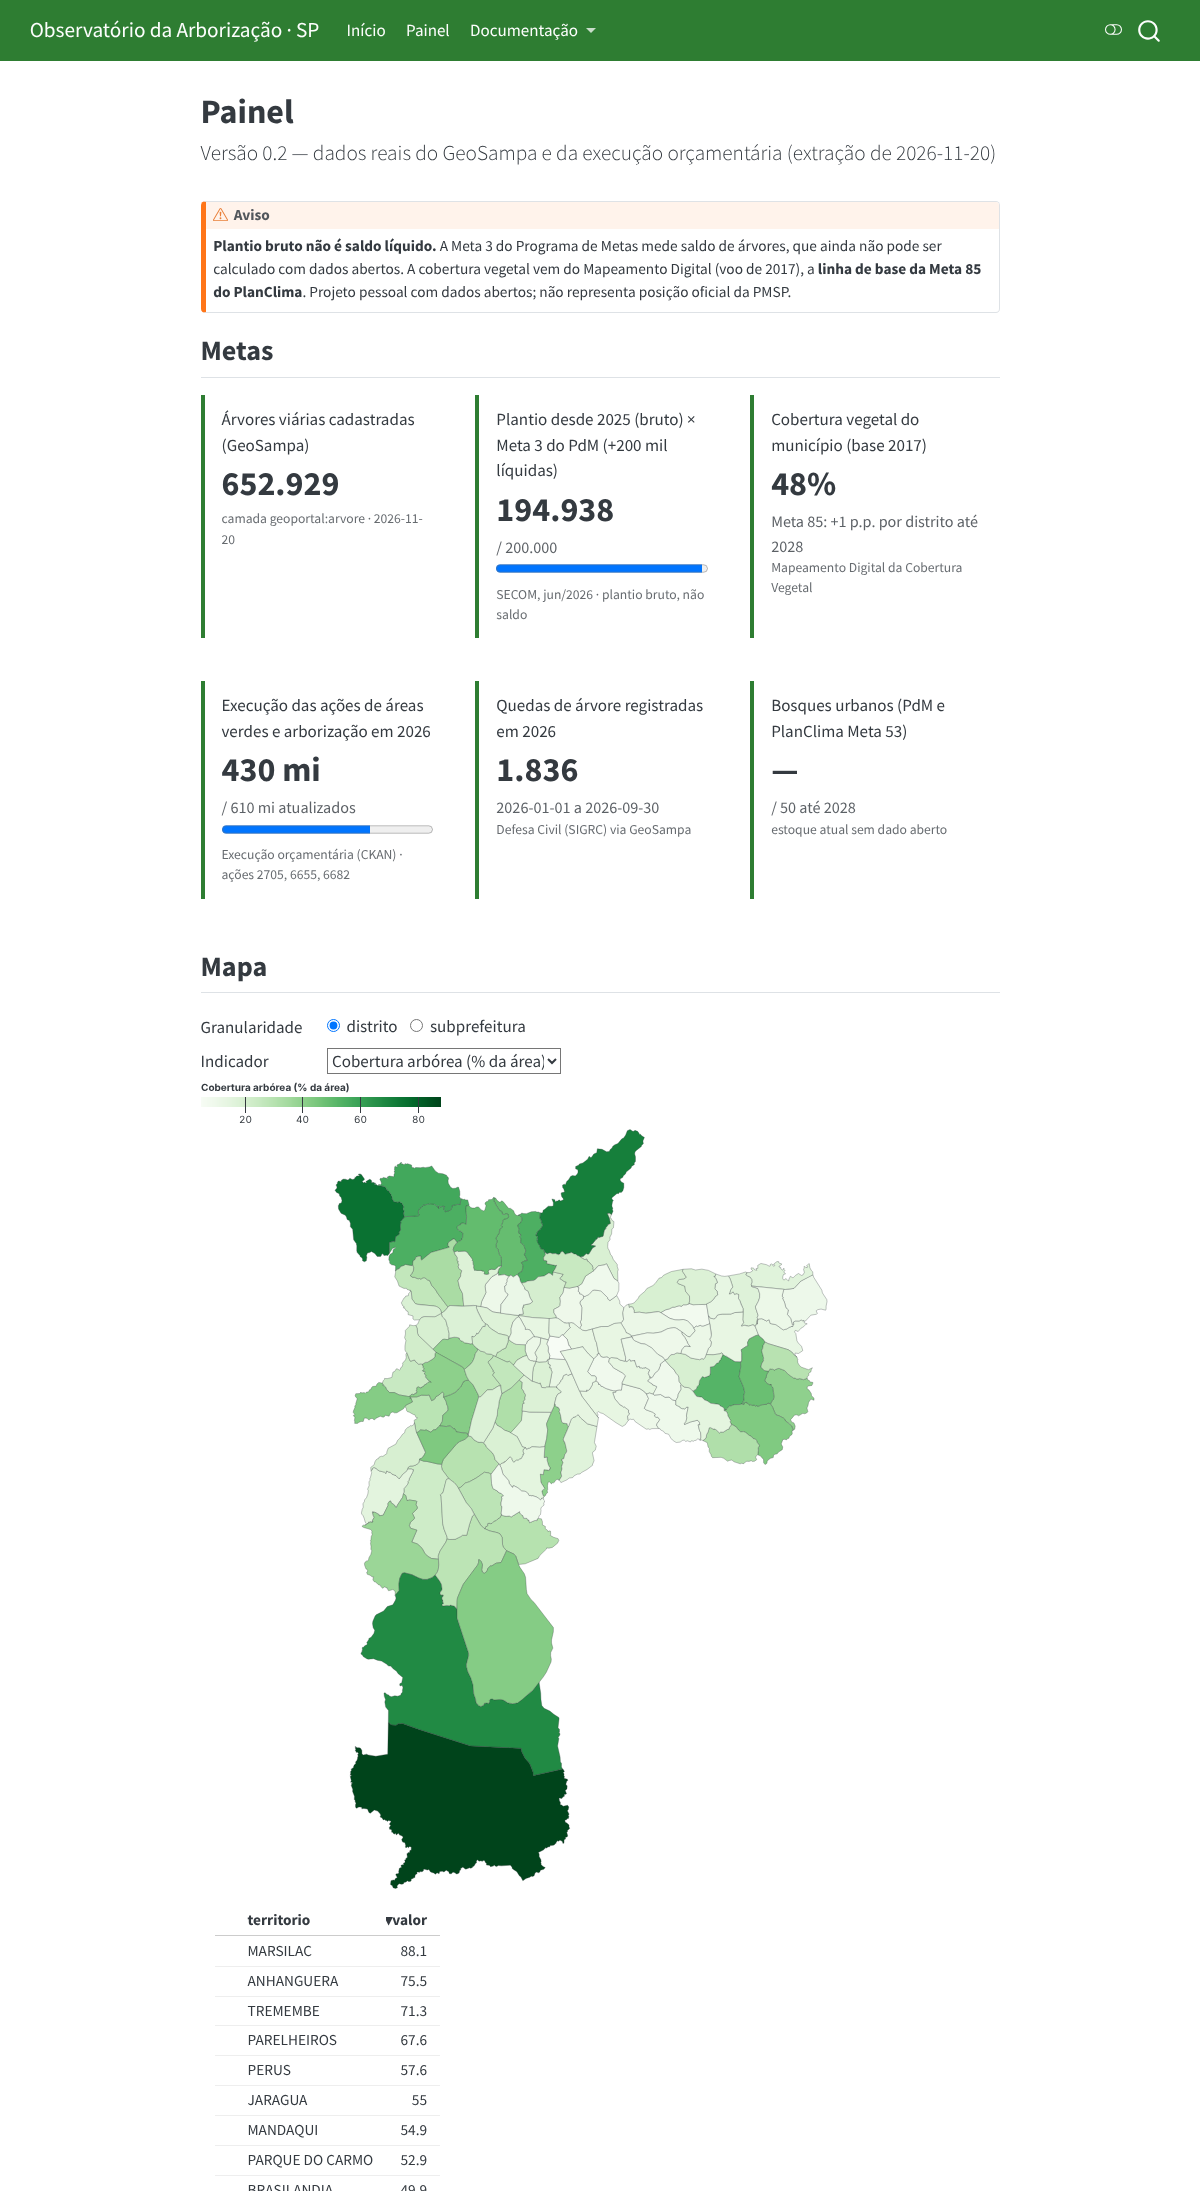 Observatório da Arborização · SP Início Painel Documentação
Painel
Versão 0.2 — dados reais do GeoSampa e da execução orçamentária (extração de 2026-11-20)
Aviso
Plantio bruto não é saldo líquido. A Meta 3 do Programa de Metas mede saldo de árvores, que ainda não pode ser
calculado com dados abertos. A cobertura vegetal vem do Mapeamento Digital (voo de 2017), a linha de base da Meta 85
do PlanClima. Projeto pessoal com dados abertos; não representa posição oficial da PMSP.
Metas
Árvores viárias cadastradas
(GeoSampa)
652.929
camada geoportal:arvore · 2026-11-
20
Plantio desde 2025 (bruto) ×
Meta 3 do PdM (+200 mil
líquidas)
194.938
/ 200.000
SECOM, jun/2026 · plantio bruto, não
saldo
Cobertura vegetal do
município (base 2017)
48%
Meta 85: +1 p.p. por distrito até
2028
Mapeamento Digital da Cobertura
Vegetal
Execução das ações de áreas
verdes e arborização em 2026
430 mi
/ 610 mi atualizados
Execução orçamentária (CKAN) ·
ações 2705, 6655, 6682
Quedas de árvore registradas
em 2026
1.836
2026-01-01 a 2026-09-30
Defesa Civil (SIGRC) via GeoSampa
Bosques urbanos (PdM e
PlanClima Meta 53)
—
/ 50 até 2028
estoque atual sem dado aberto
Mapa
Granularidade distrito subprefeitura
Indicador Cobertura arbórea (% da área)
Cobertura arbórea (% da área)
20 40 60 80
territorio ▾valor
MARSILAC 88.1
ANHANGUERA 75.5
TREMEMBE 71.3
PARELHEIROS 67.6
PERUS 57.6
JARAGUA 55
MANDAQUI 54.9
PARQUE DO CARMO 52.9
BRASILANDIA 49.9